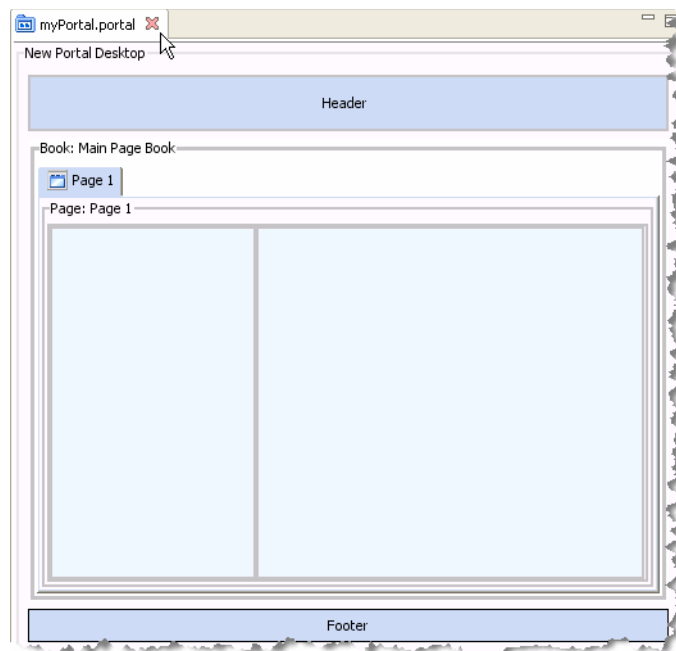 myPortal.portal
New Portal Desktop
Header
Book: Main Page Book
Page 1
Page: Page 1
Footer